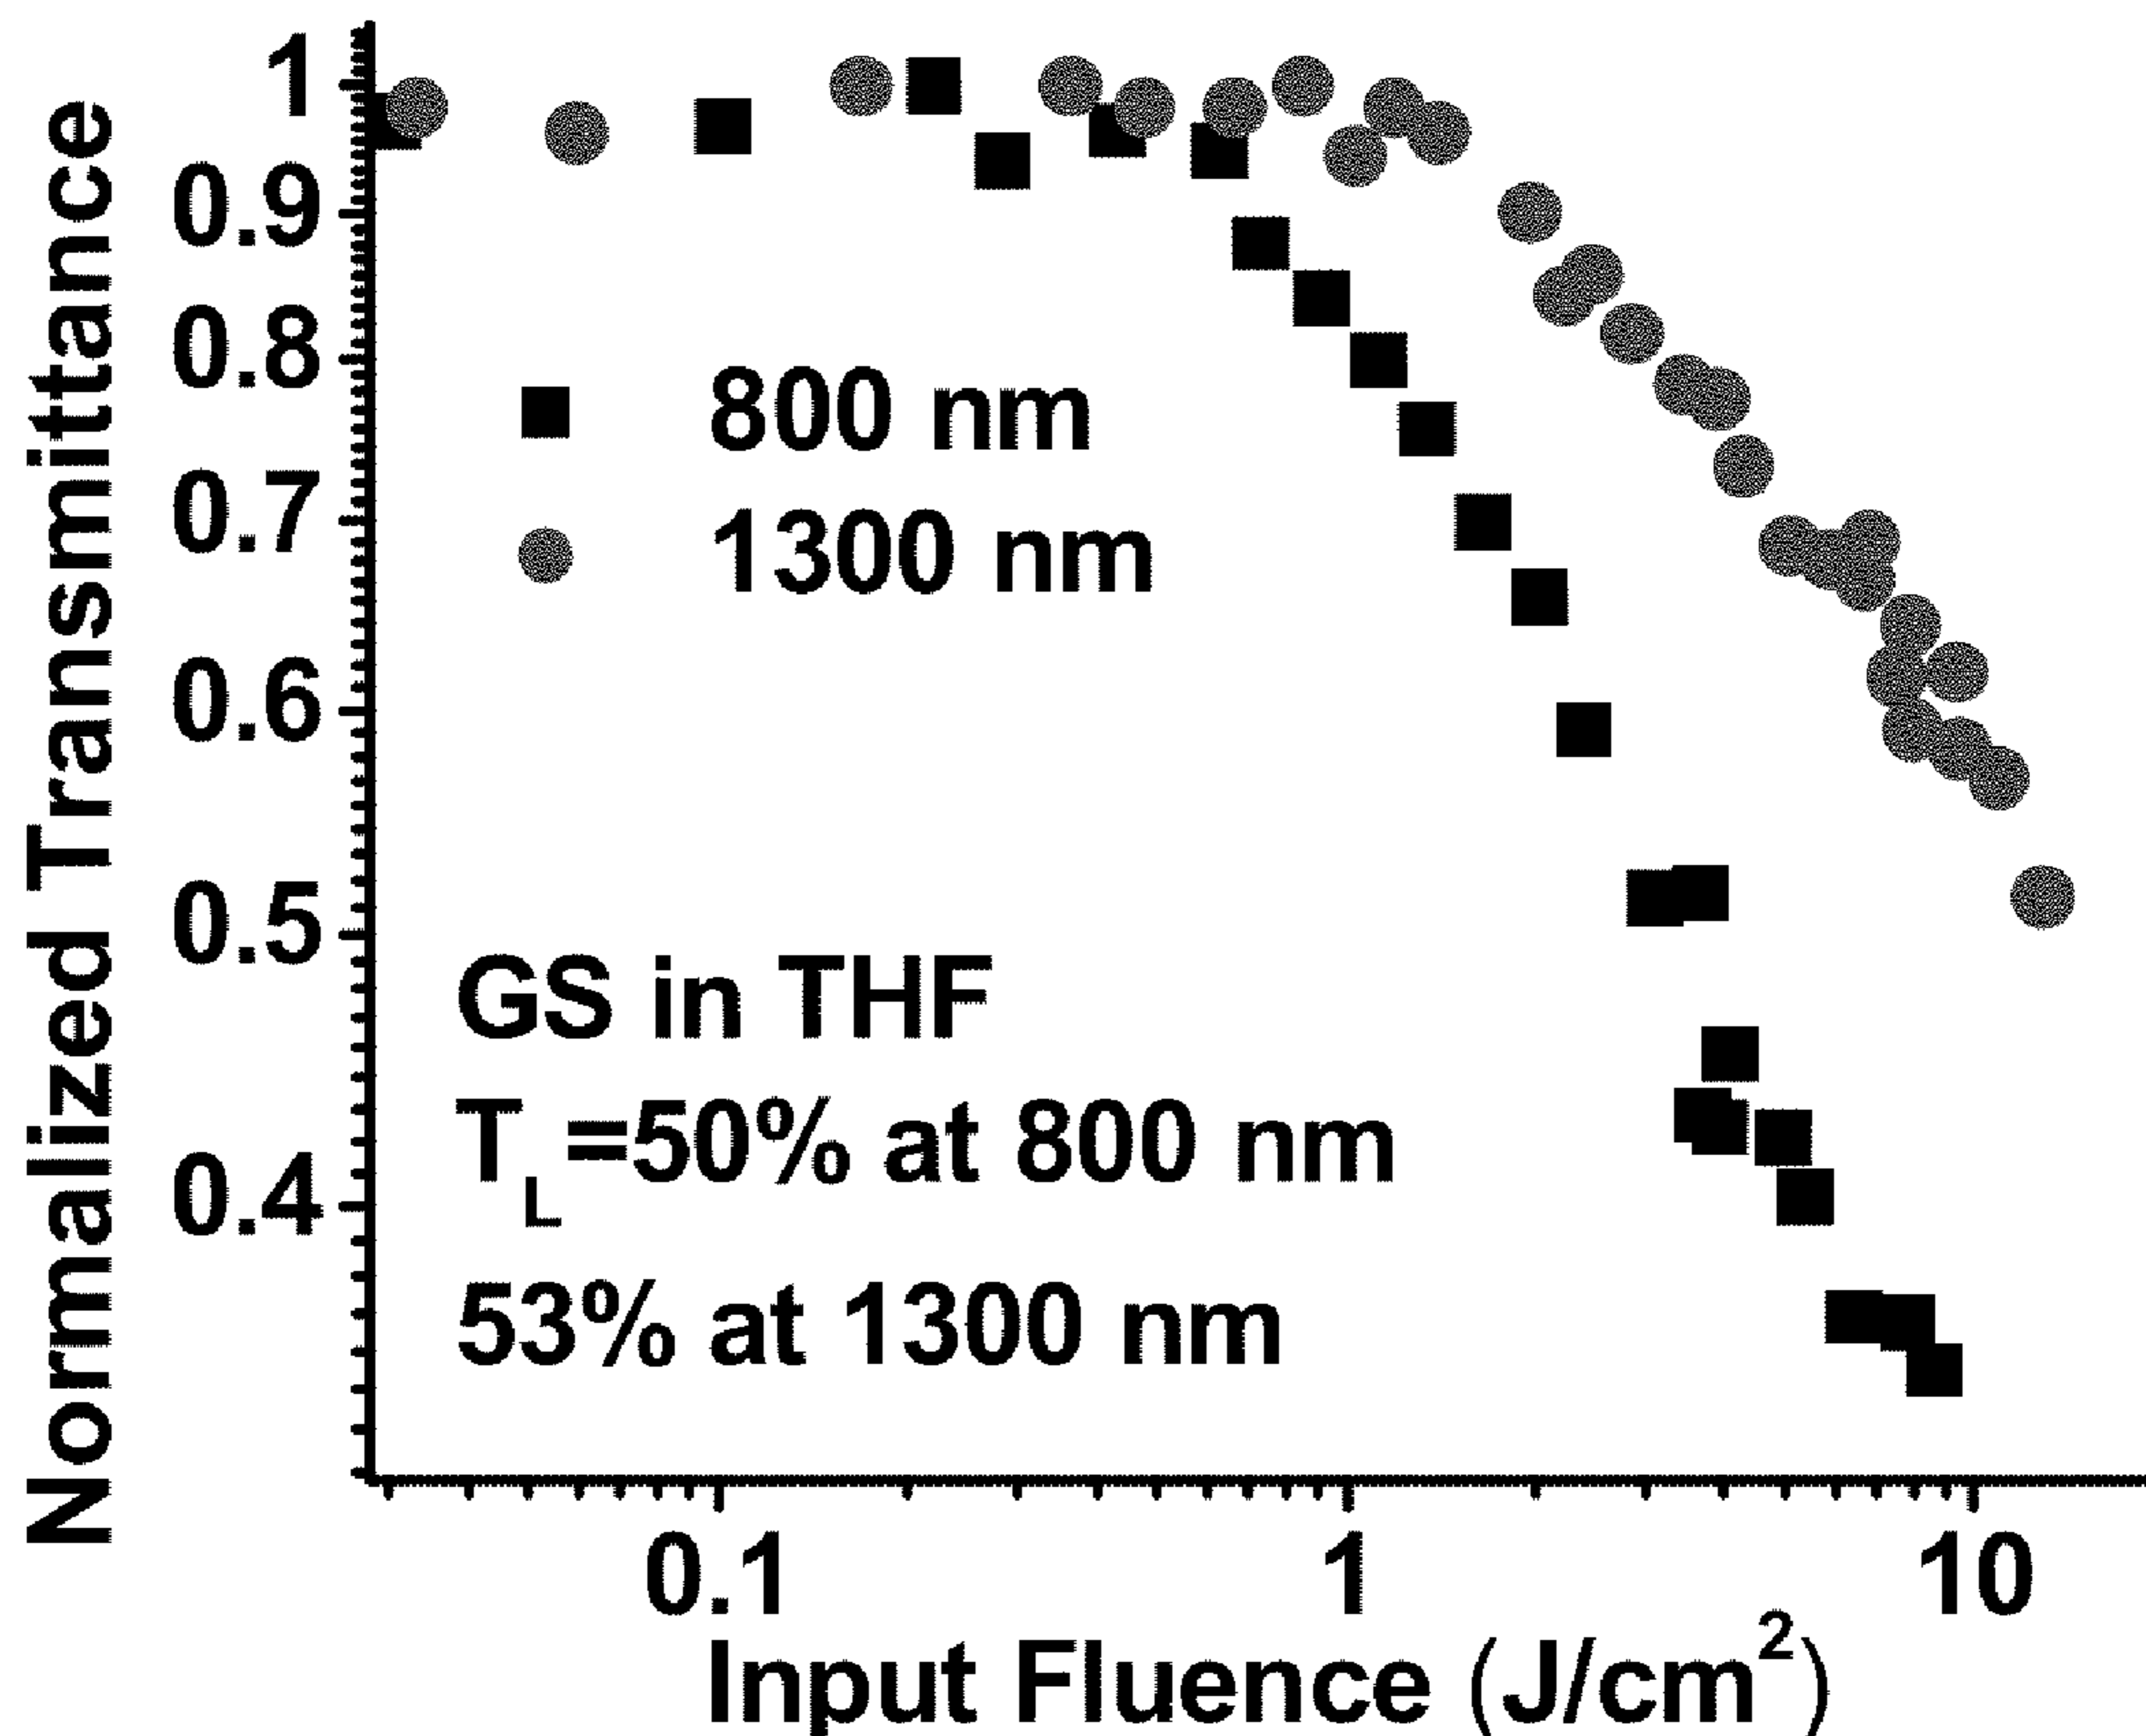 Normalized Transmittance
1
0.9
0.8
0.7
0.6
0.5
0.4
800 nm
1300 nm
GS in THF
T_L=50% at 800 nm
53% at 1300 nm
0.1 1 10
Input Fluence (J/cm²)